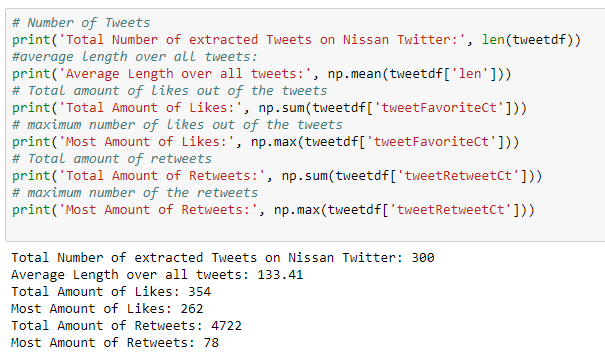 # Number of Tweets
print('Total Number of extracted Tweets on Nissan Twitter:', len(tweetdf))
#average length over all tweets:
print('Average Length over all tweets:', np.mean(tweetdf['len']))
# Total amount of likes out of the tweets
print('Total Amount of Likes:', np.sum(tweetdf['tweetFavoriteCt']))
# maximum number of likes out of the tweets
print('Most Amount of Likes:', np.max(tweetdf['tweetFavoriteCt']))
# Total amount of retweets
print('Total Amount of Retweets:', np.sum(tweetdf['tweetRetweetCt']))
# maximum number of the retweets
print('Most Amount of Retweets:', np.max(tweetdf['tweetRetweetCt']))
Total Number of extracted Tweets on Nissan Twitter: 300
Average Length over all tweets: 133.41
Total Amount of Likes: 354
Most Amount of Likes: 262
Total Amount of Retweets: 4722
Most Amount of Retweets: 78